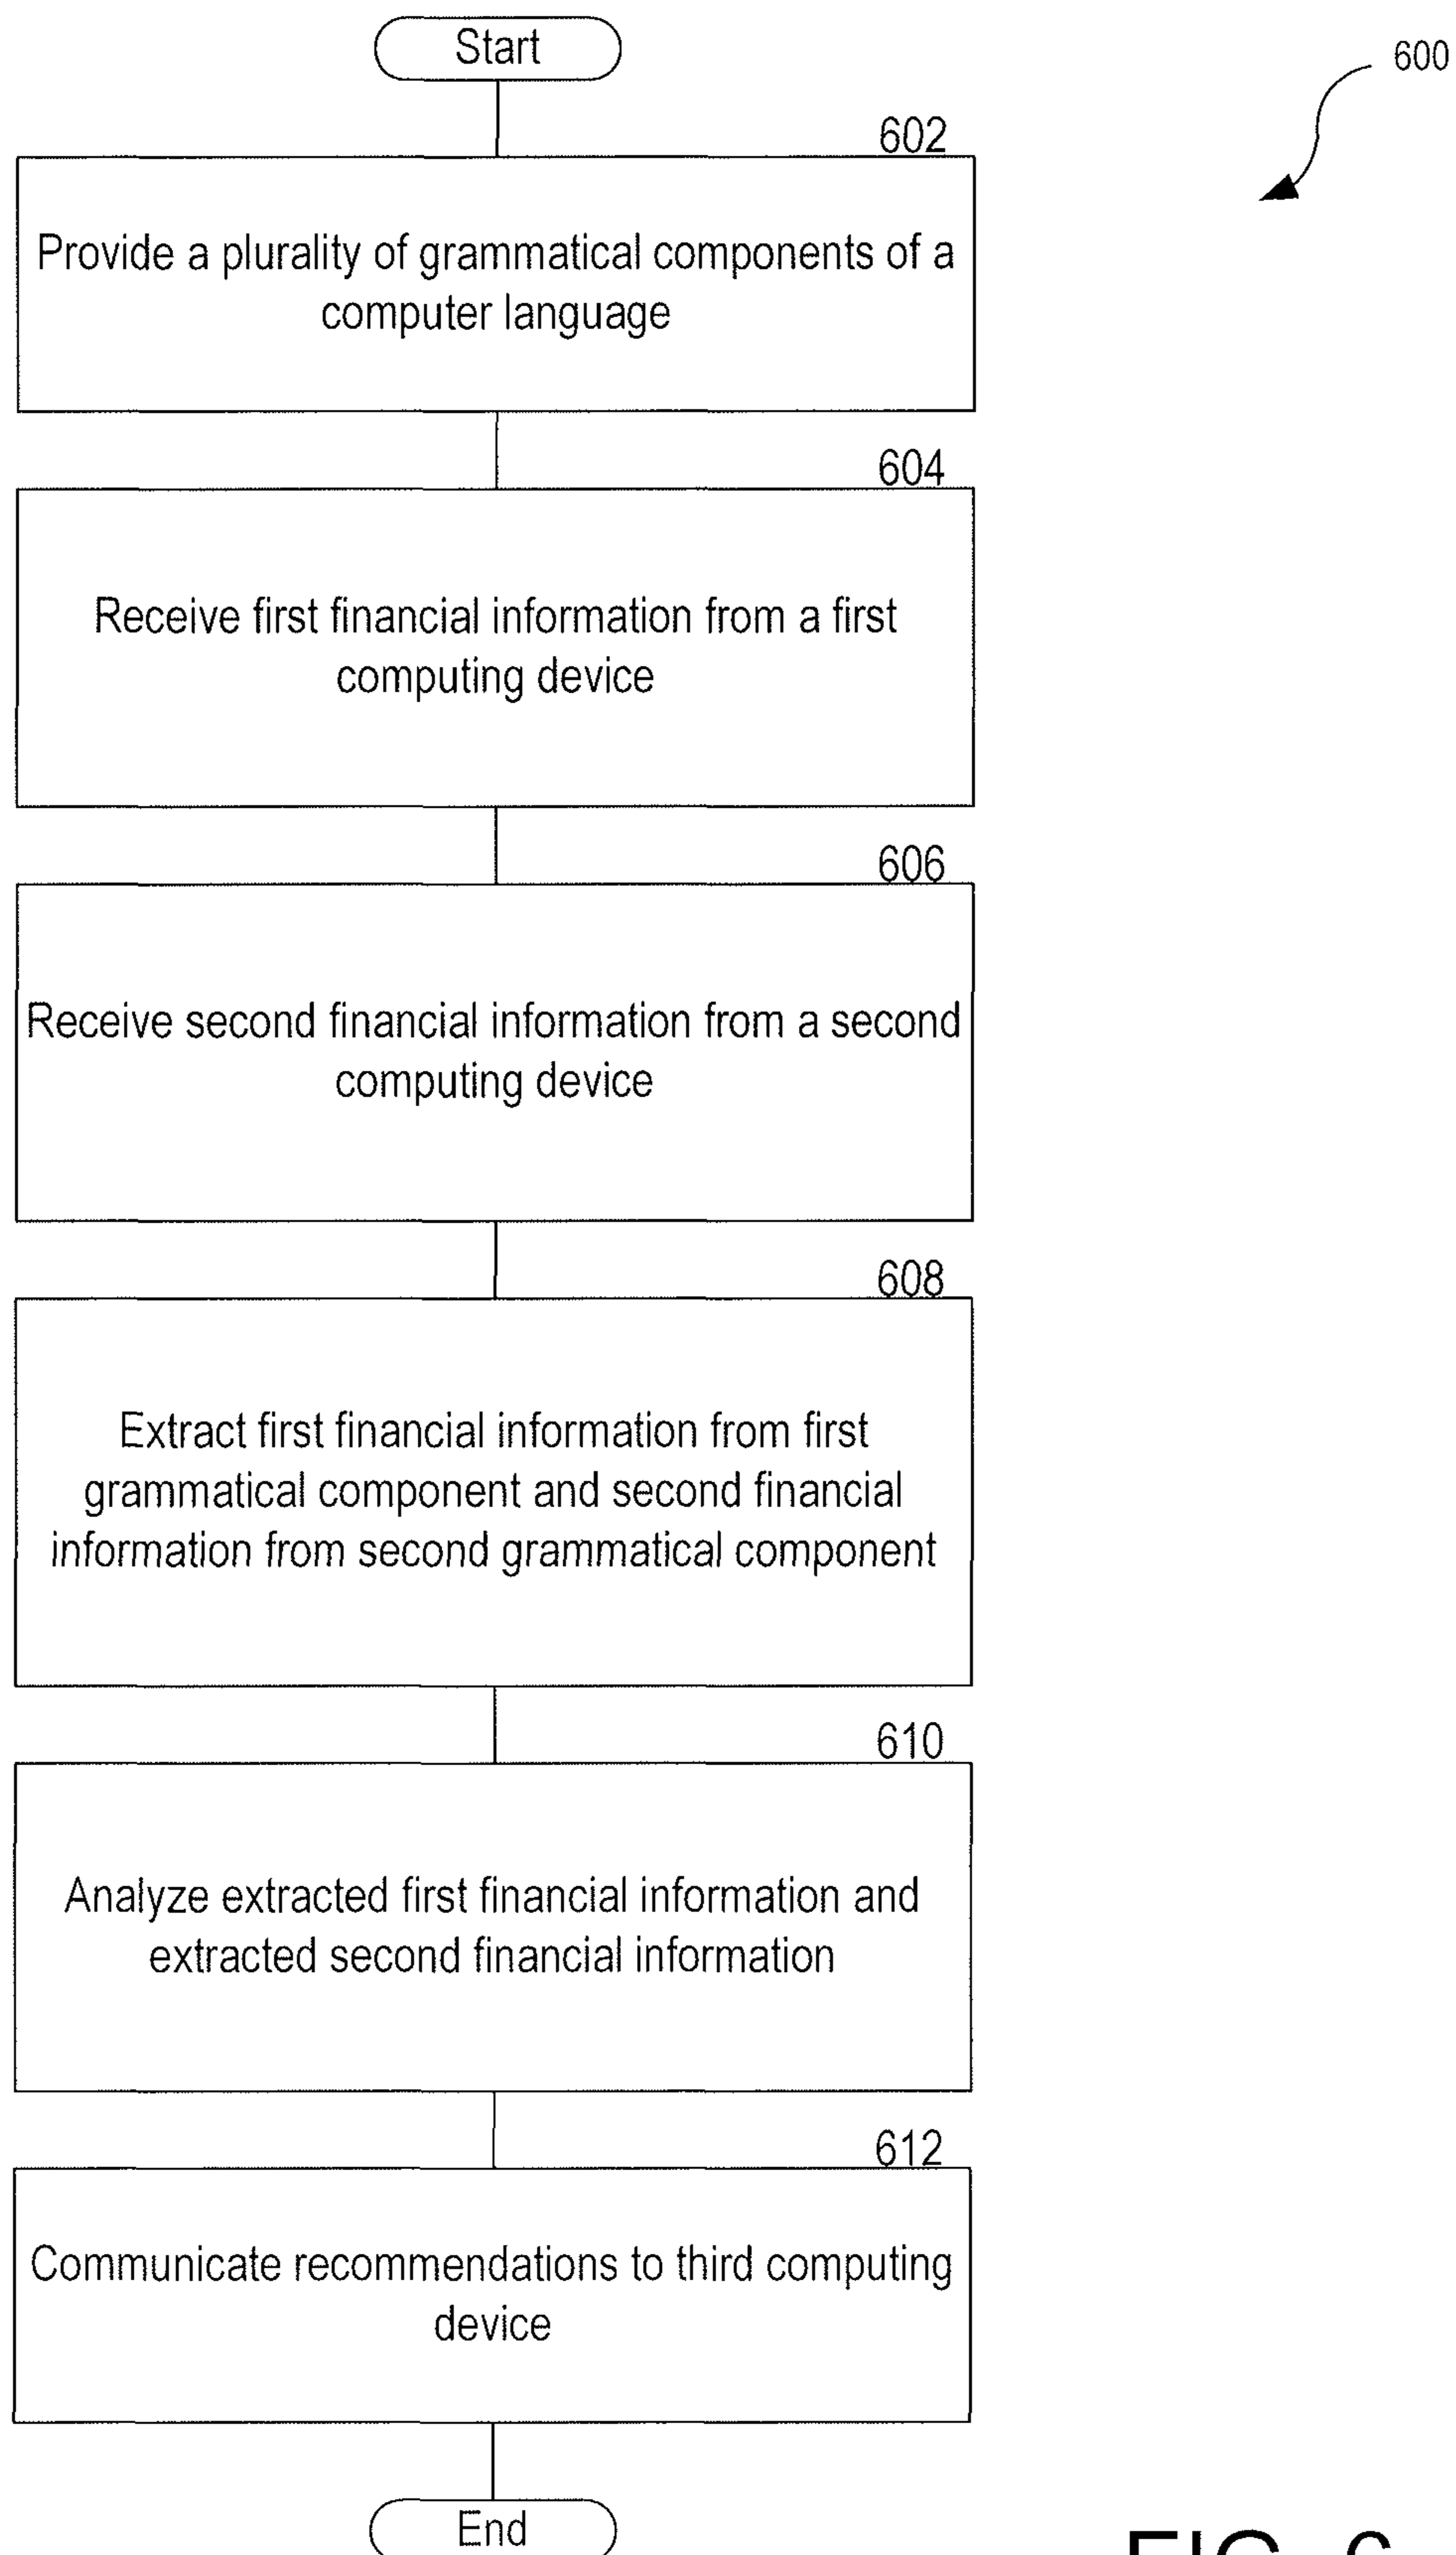 Start
600
602
Provide a plurality of grammatical components of a
computer language
604
Receive first financial information from a first
computing device
606
Receive second financial information from a second
computing device
608
Extract first financial information from first
grammatical component and second financial
information from second grammatical component
610
Analyze extracted first financial information and
extracted second financial information
612
Communicate recommendations to third computing
device
End
FIG. 6